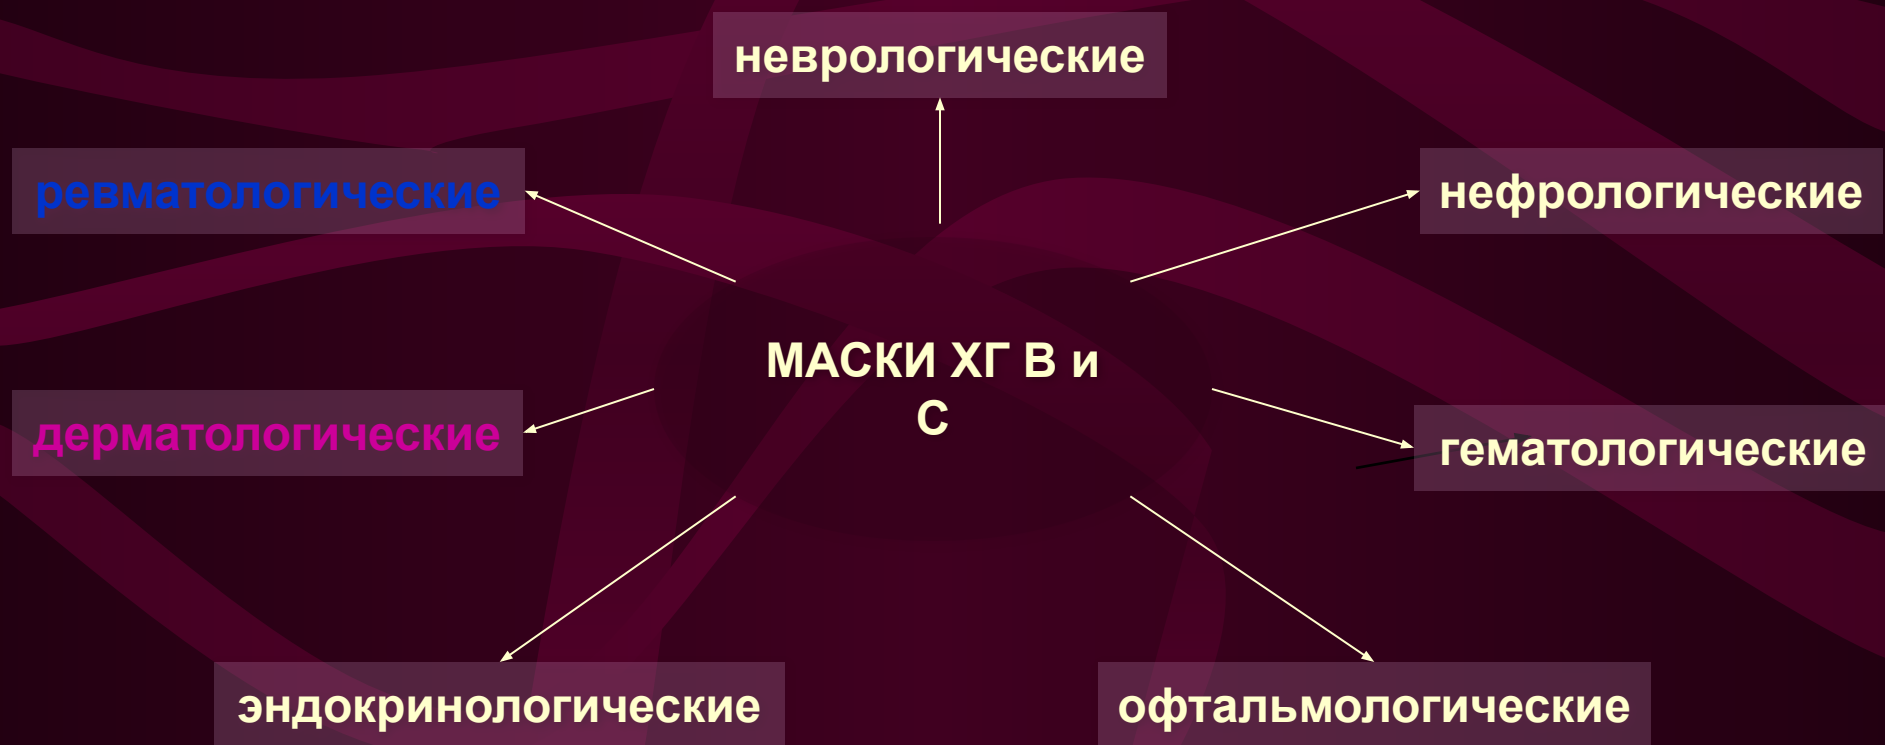 неврологические
ревматологические
нефрологические
МАСКИ ХГ В и
С
дерматологические
гематологические
эндокринологические
офтальмологические